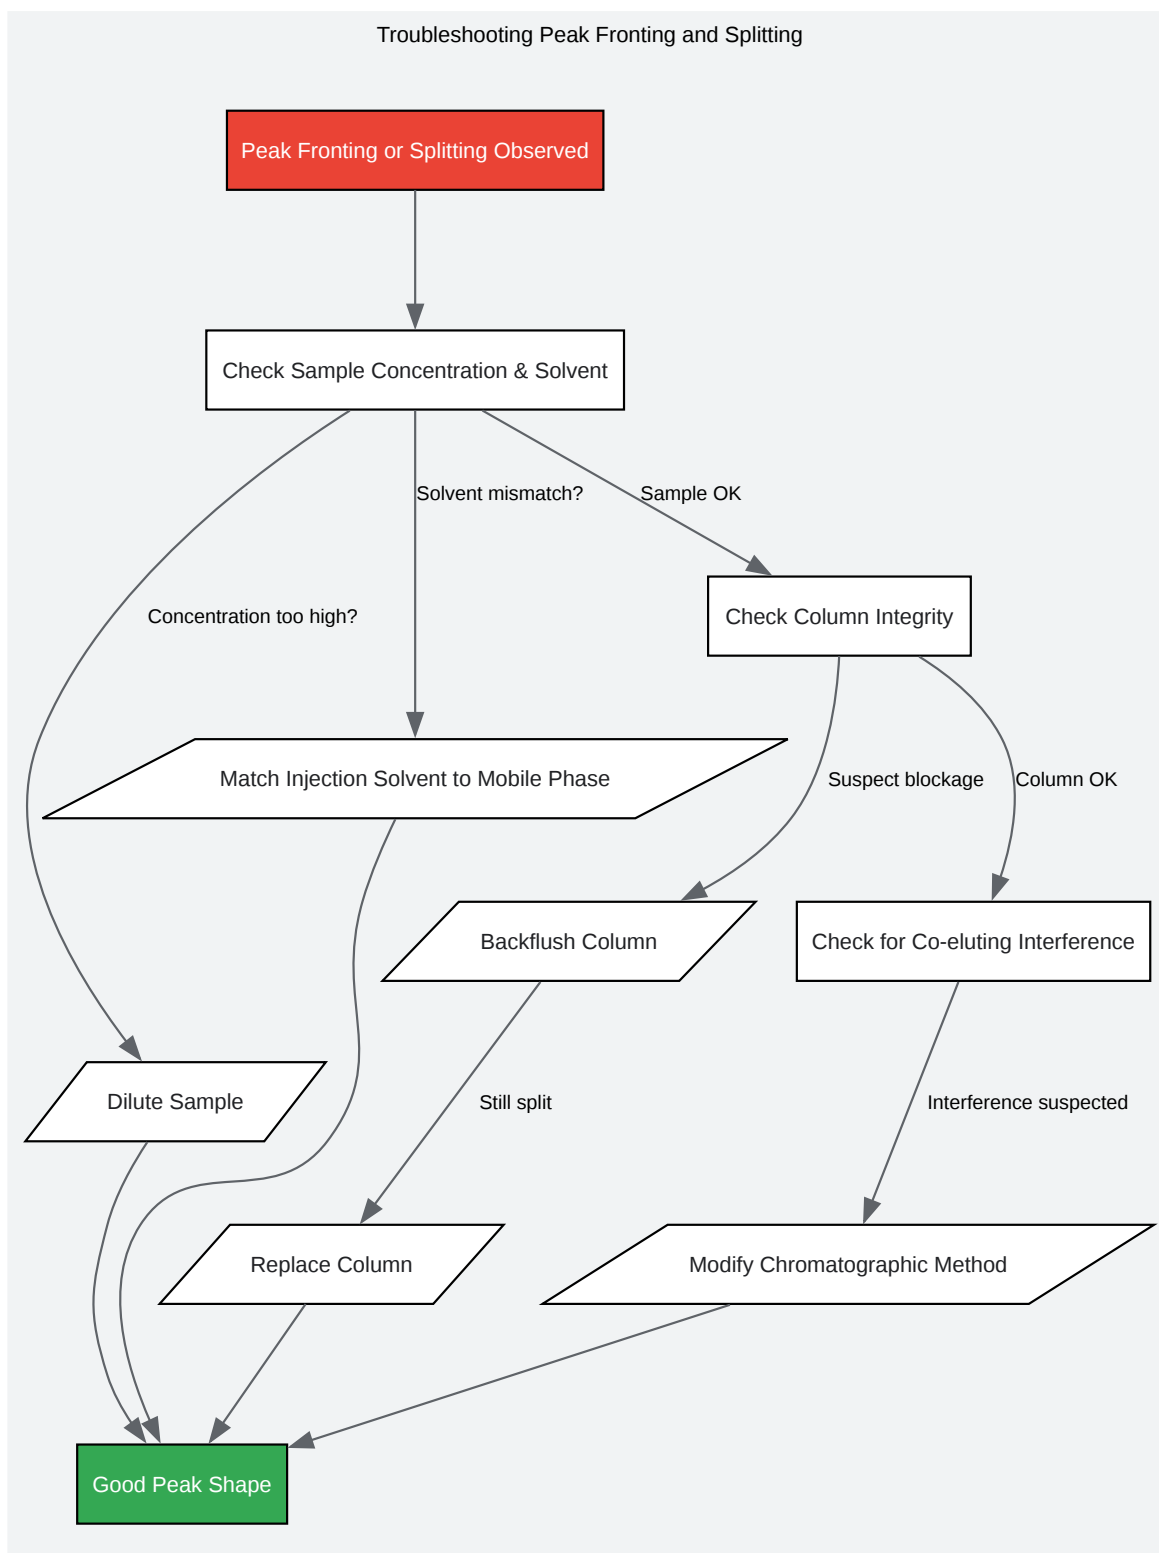 Troubleshooting Peak Fronting and Splitting
Peak Fronting or Splitting Observed
Check Sample Concentration & Solvent
Solvent mismatch?
Sample OK
Concentration too high?
Check Column Integrity
Match Injection Solvent to Mobile Phase
Suspect blockage
Column OK
Backflush Column
Check for Co-eluting Interference
Dilute Sample
Still split
Interference suspected
Replace Column
Modify Chromatographic Method
Good Peak Shape